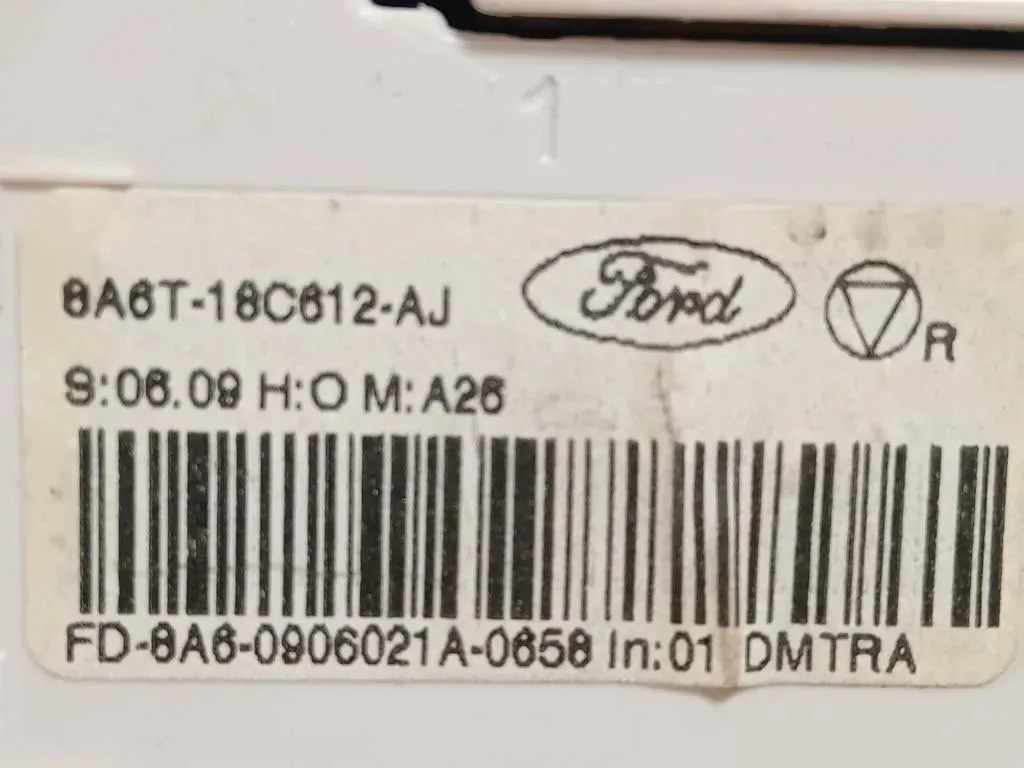 1
8A6T-18C612-AJ
Ford
R
S:06.09 H:O M:A26
FD-8A6-0906021A-0658 In:01 DMTRA